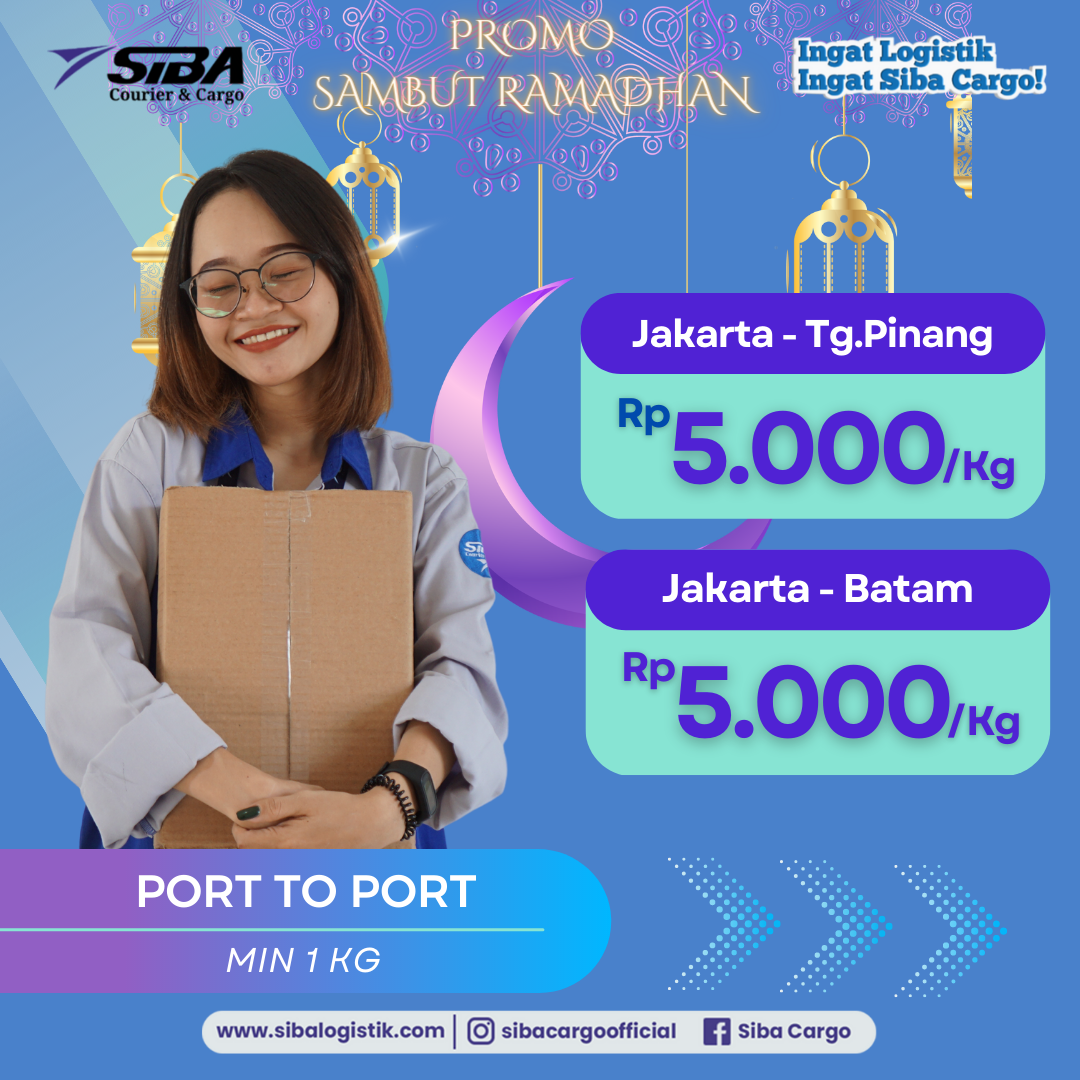 SIBA
Courier & Cargo
PROMO
SAMBUT RAMADHAN
Ingat Logistik
Ingat Siba Cargo!
Jakarta - Tg.Pinang
Rp 5.000/Kg
Jakarta - Batam
Rp 5.000/Kg
PORT TO PORT
MIN 1 KG
www.sibalogistik.com | sibacargoofficial Siba Cargo